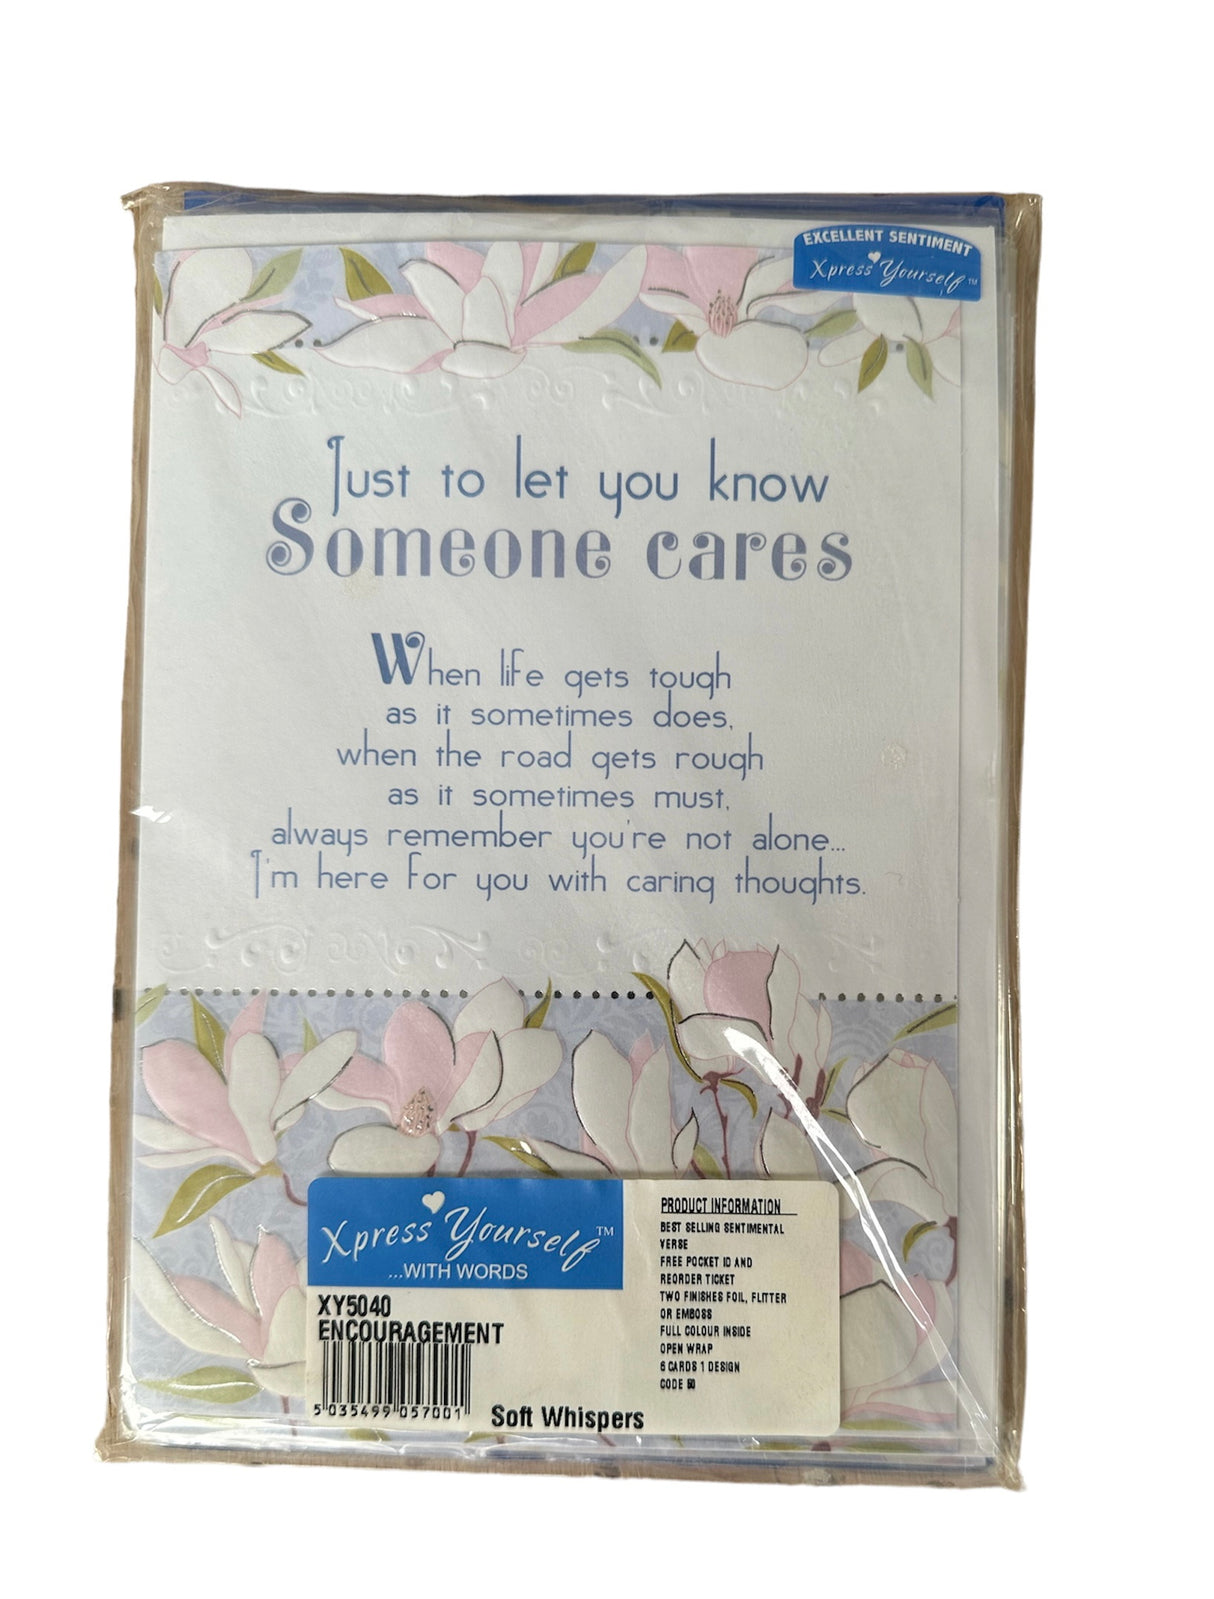 EXCELLENT SENTIMENT
Xpress Yourself™
Just to let you know
Someone cares
When life gets tough
as it sometimes does,
when the road gets rough
as it sometimes must,
always remember you're not alone...
I'm here for you with caring thoughts.
Xpress Yourself™
...WITH WORDS
XY5040
ENCOURAGEMENT
5 035499 057001
Soft Whispers
PRODUCT INFORMATION
BEST SELLING SENTIMENTAL
VERSE
FREE POCKET ID AND
REORDER TICKET
TWO FINISHES FOIL, FLITTER
OR EMBOSS
FULL COLOUR INSIDE
OPEN WRAP
6 CARDS 1 DESIGN
CODE 50